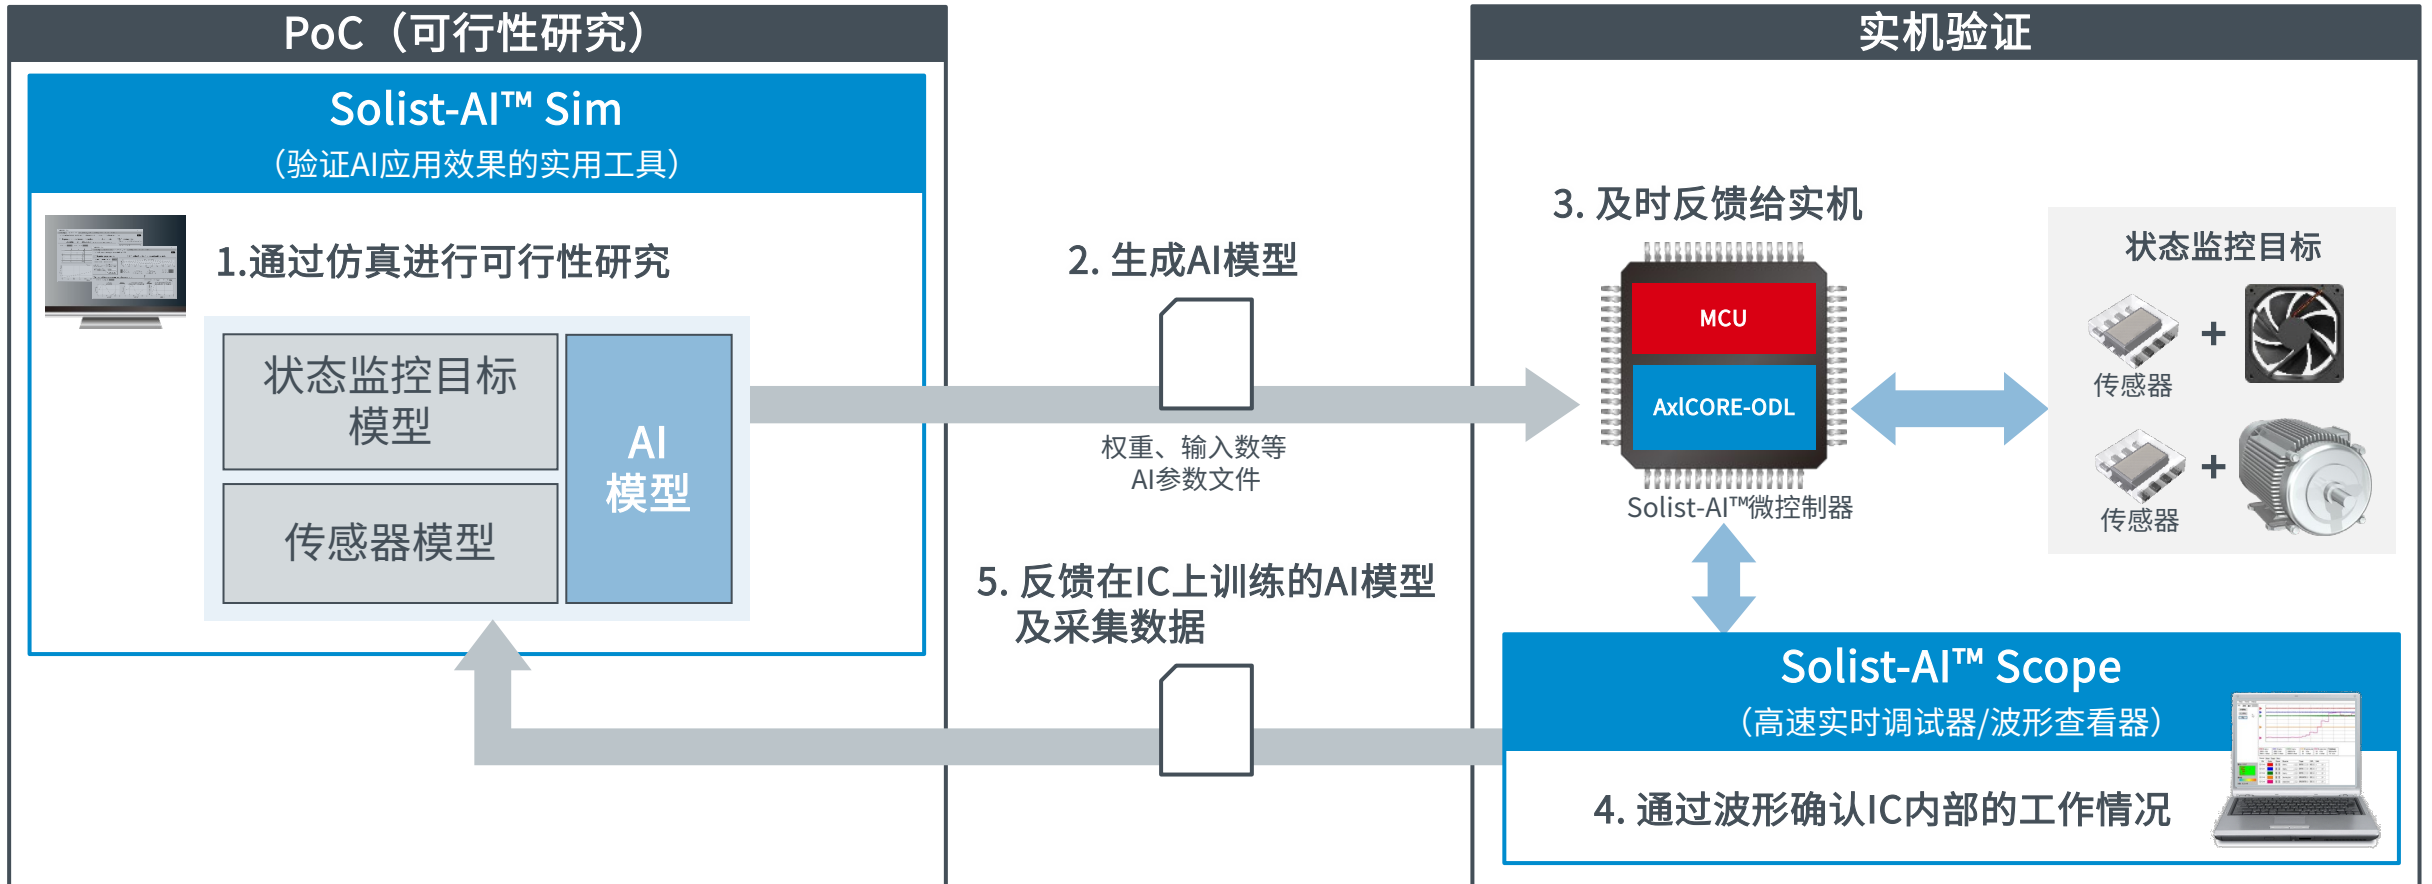 PoC（可行性研究）
Solist-AI™ Sim
（验证AI应用效果的实用工具）
1.通过仿真进行可行性研究
状态监控目标
模型
传感器模型
AI
模型
2. 生成AI模型
权重、输入数等
AI参数文件
5. 反馈在IC上训练的AI模型
及采集数据
实机验证
3. 及时反馈给实机
MCU
AxlCORE-ODL
Solist-AI™微控制器
状态监控目标
+
传感器
+
传感器
Solist-AI™ Scope
（高速实时调试器/波形查看器）
4. 通过波形确认IC内部的工作情况